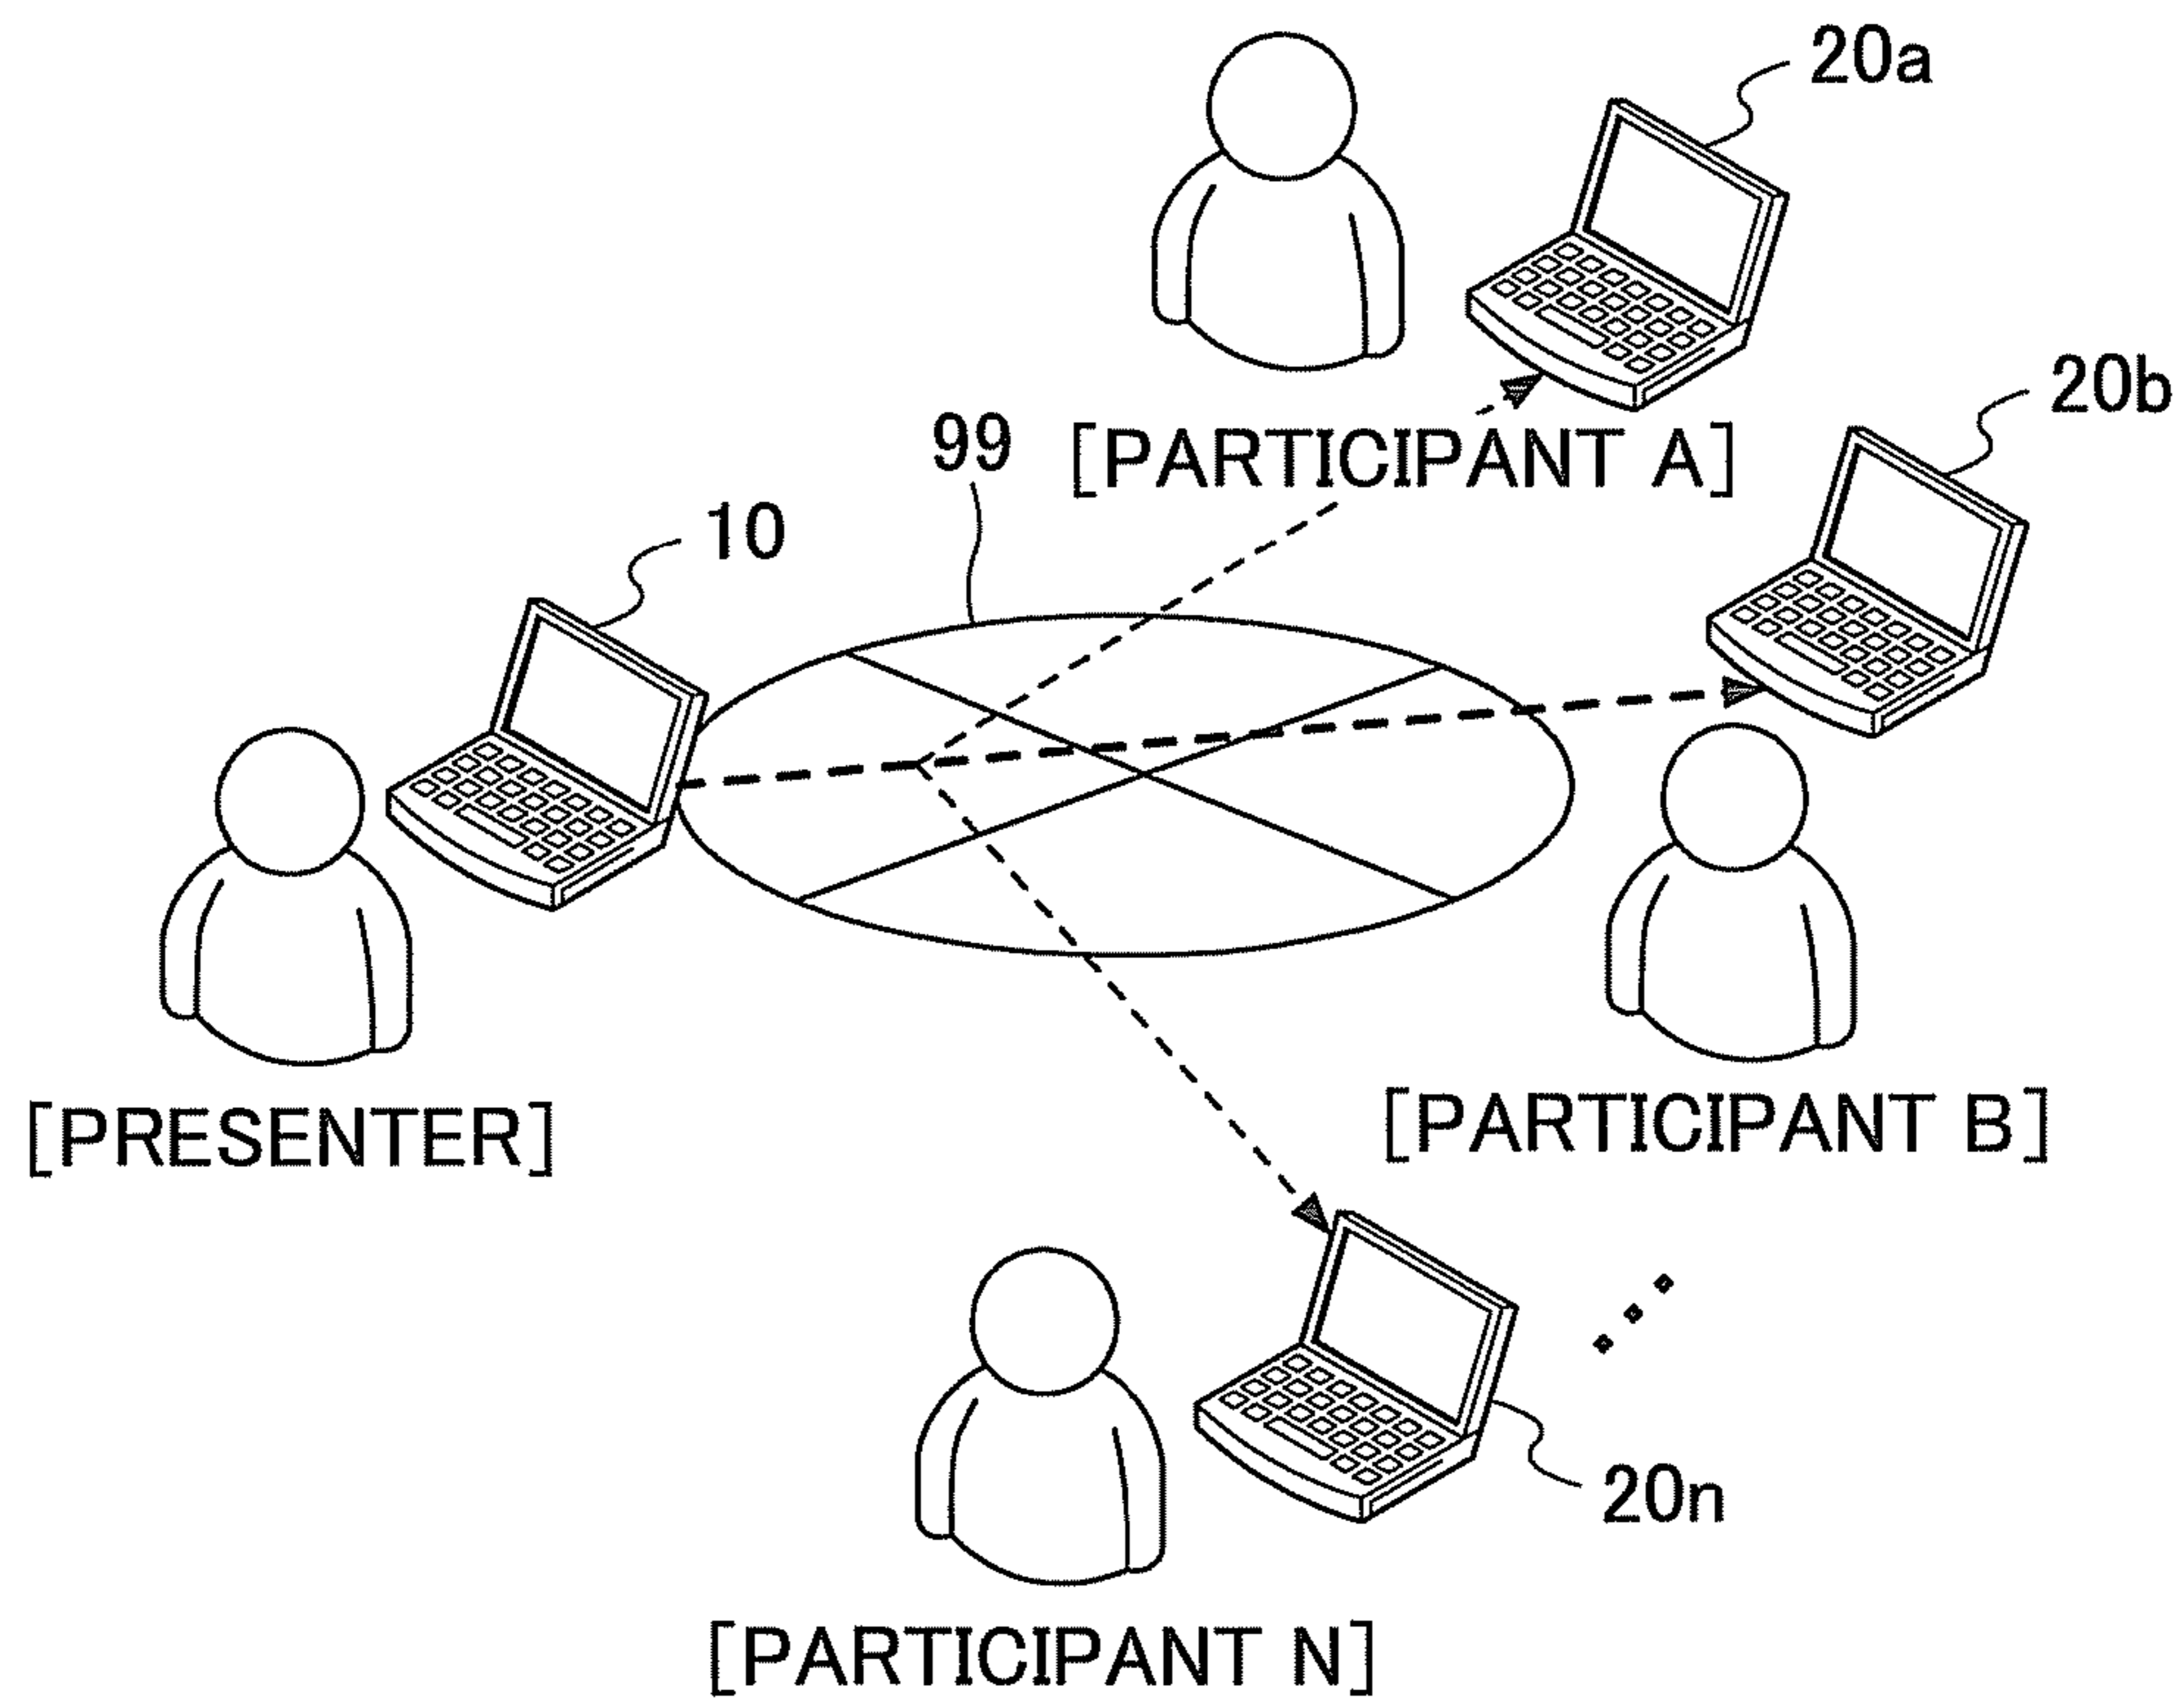 20a
20b
99
[PARTICIPANT A]
10
[PRESENTER]
[PARTICIPANT B]
20n
[PARTICIPANT N]